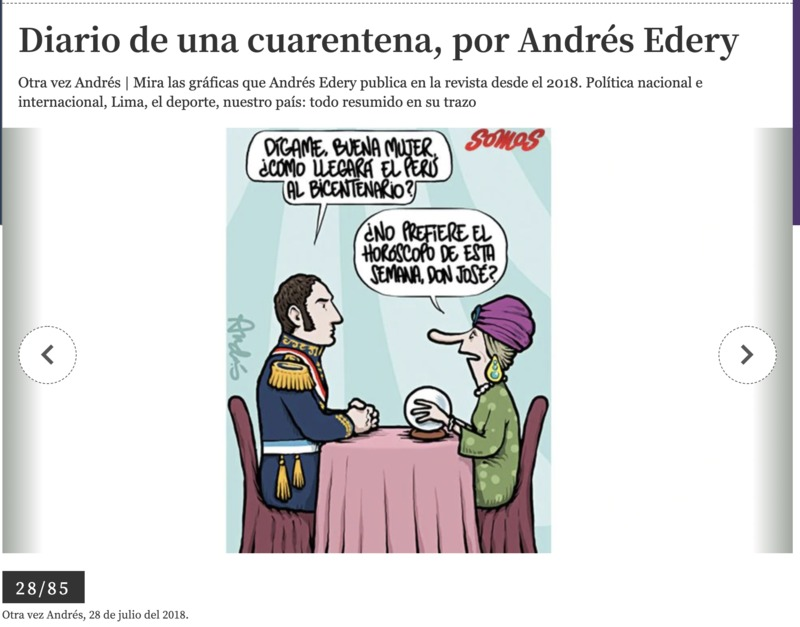 Diario de una cuarentena, por Andrés Edery
Otra vez Andrés | Mira las gráficas que Andrés Edery publica en la revista desde el 2018. Política nacional e
internacional, Lima, el deporte, nuestro país: todo resumido en su trazo
SOMOS
DÍGAME, BUENA MUJER,
¿CÓMO LLEGARÁ EL PERÚ
AL BICENTENARIO?
¿NO PREFIERE EL
HORÓSCOPO DE ESTA
SEMANA, DON JOSÉ?
Andrés
28/85
Otra vez Andrés, 28 de julio del 2018.